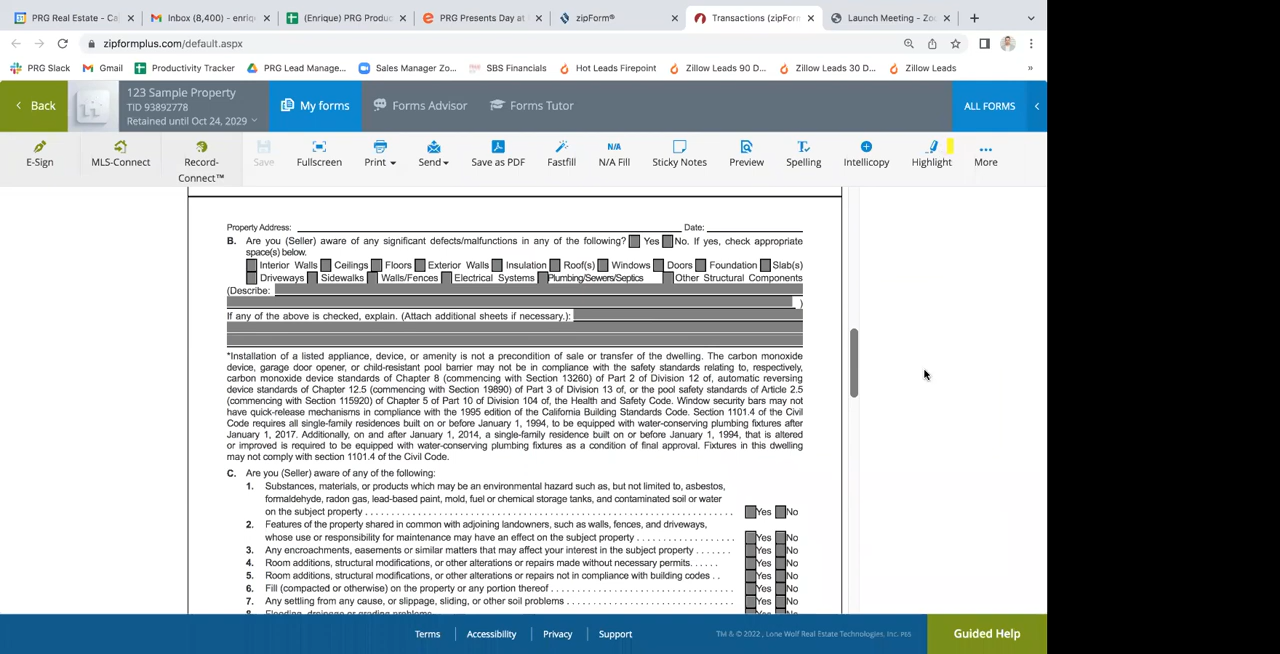 PRG Real Estate - Ca
Inbox (8,400) - enriq
(Enrique) PRG Produc
PRG Presents Day at
zipForm®
Transactions (zipForm
Launch Meeting - Zoo
zipformplus.com/default.aspx
PRG Slack
Gmail
Productivity Tracker
PRG Lead Manage...
Sales Manager Zo...
SBS Financials
Hot Leads Firepoint
Zillow Leads 90 D...
Zillow Leads 30 D...
Zillow Leads
»
Back
123 Sample Property
TID 93892778
Retained until Oct 24, 2029
My forms
Forms Advisor
Forms Tutor
ALL FORMS
E-Sign
MLS-Connect
Record-Connect™
Save
Fullscreen
Print
Send
Save as PDF
Fastfill
N/A
N/A Fill
Sticky Notes
Preview
Spelling
Intellicopy
Highlight
More
Property Address: Date:
B. Are you (Seller) aware of any significant defects/malfunctions in any of the following? Yes No. If yes, check appropriate
space(s) below.
Interior Walls Ceilings Floors Exterior Walls Insulation Roof(s) Windows Doors Foundation Slab(s)
Driveways Sidewalks Walls/Fences Electrical Systems Plumbing/Sewers/Septics Other Structural Components
(Describe:
)
If any of the above is checked, explain. (Attach additional sheets if necessary.):
*Installation of a listed appliance, device, or amenity is not a precondition of sale or transfer of the dwelling. The carbon monoxide
device, garage door opener, or child-resistant pool barrier may not be in compliance with the safety standards relating to, respectively,
carbon monoxide device standards of Chapter 8 (commencing with Section 13260) of Part 2 of Division 12 of, automatic reversing
device standards of Chapter 12.5 (commencing with Section 19890) of Part 3 of Division 13 of, or the pool safety standards of Article 2.5
(commencing with Section 115920) of Chapter 5 of Part 10 of Division 104 of, the Health and Safety Code. Window security bars may not
have quick-release mechanisms in compliance with the 1995 edition of the California Building Standards Code. Section 1101.4 of the Civil
Code requires all single-family residences built on or before January 1, 1994, to be equipped with water-conserving plumbing fixtures after
January 1, 2017. Additionally, on and after January 1, 2014, a single-family residence built on or before January 1, 1994, that is altered
or improved is required to be equipped with water-conserving plumbing fixtures as a condition of final approval. Fixtures in this dwelling
may not comply with section 1101.4 of the Civil Code.
C. Are you (Seller) aware of any of the following:
1. Substances, materials, or products which may be an environmental hazard such as, but not limited to, asbestos,
formaldehyde, radon gas, lead-based paint, mold, fuel or chemical storage tanks, and contaminated soil or water
on the subject property Yes No
2. Features of the property shared in common with adjoining landowners, such as walls, fences, and driveways,
whose use or responsibility for maintenance may have an effect on the subject property Yes No
3. Any encroachments, easements or similar matters that may affect your interest in the subject property Yes No
4. Room additions, structural modifications, or other alterations or repairs made without necessary permits. Yes No
5. Room additions, structural modifications, or other alterations or repairs not in compliance with building codes Yes No
6. Fill (compacted or otherwise) on the property or any portion thereof Yes No
7. Any settling from any cause, or slippage, sliding, or other soil problems Yes No
8. Flooding, drainage or grading problems
Terms
Accessibility
Privacy
Support
TM & © 2022, Lone Wolf Real Estate Technologies, Inc. P65
Guided Help